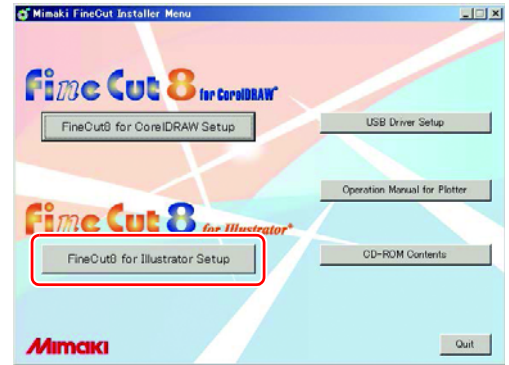 Mimaki FineCut Installer Menu
Fine Cut 8 for CorelDRAW®
FineCut8 for CorelDRAW Setup
USB Driver Setup
Operation Manual for Plotter
Fine Cut 8 for Illustrator®
FineCut8 for Illustrator Setup
CD-ROM Contents
Mimaki
Quit